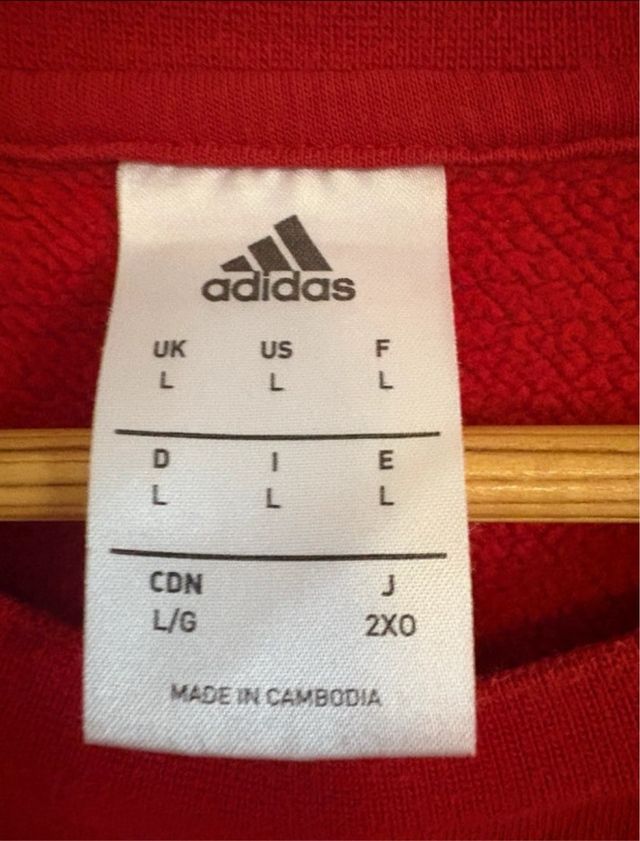 adidas
UK US F
L L L
D I E
L L L
CDN J
L/G 2XO
MADE IN CAMBODIA